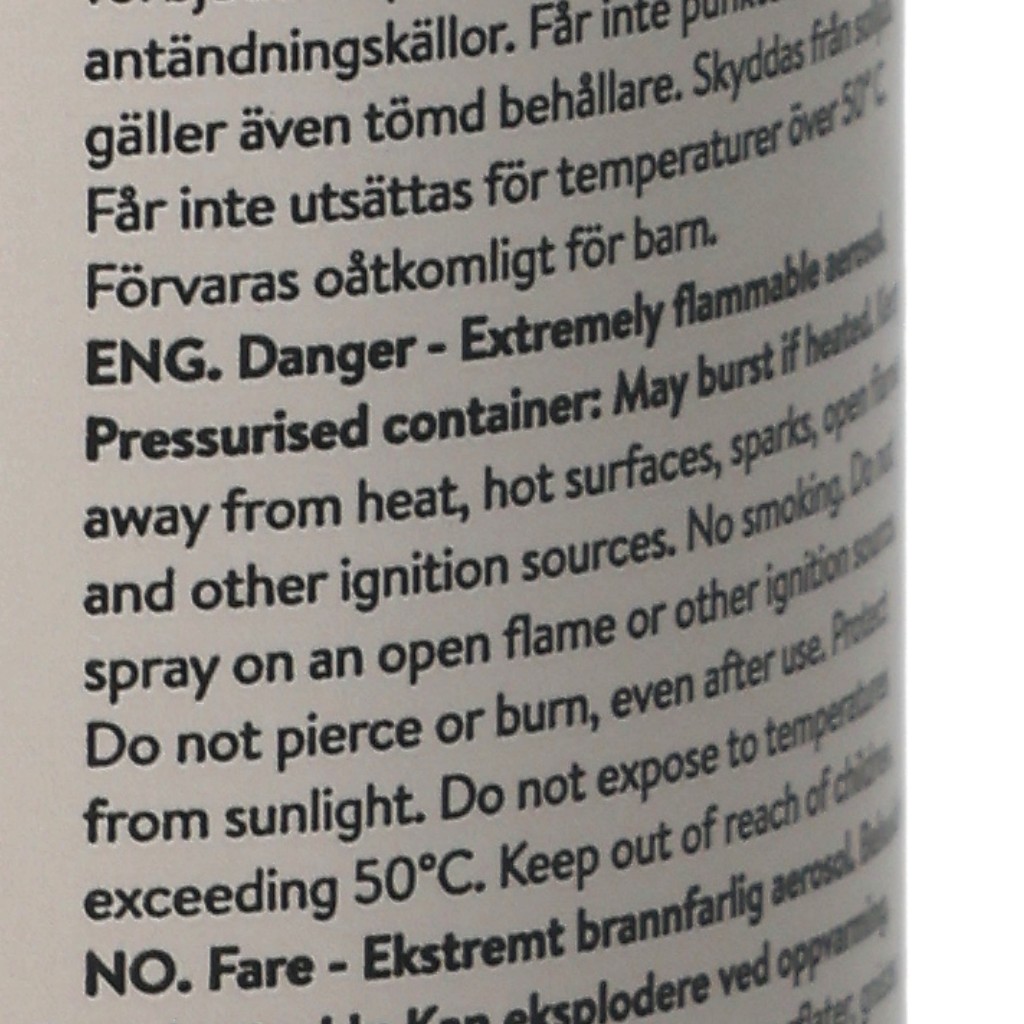 antändningskällor. Får inte
gäller även tömd behållare. Skyddas från
Får inte utsättas för temperaturer över 50°C.
Förvaras oåtkomligt för barn.
ENG. Danger - Extremely flammable aerosol.
Pressurised container: May burst if heated.
away from heat, hot surfaces, sparks, open
and other ignition sources. No smoking. Do not
spray on an open flame or other ignition source.
Do not pierce or burn, even after use. Protect
from sunlight. Do not expose to temperatures
exceeding 50°C. Keep out of reach of children.
NO. Fare - Ekstremt brannfarlig aerosol.
Kan eksplodere ved oppvarming